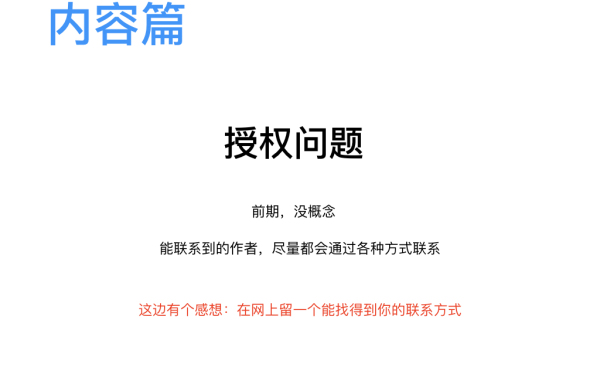 内容篇
授权问题
前期，没概念
能联系到的作者，尽量都会通过各种方式联系
这边有个感想：在网上留一个能找得到你的联系方式